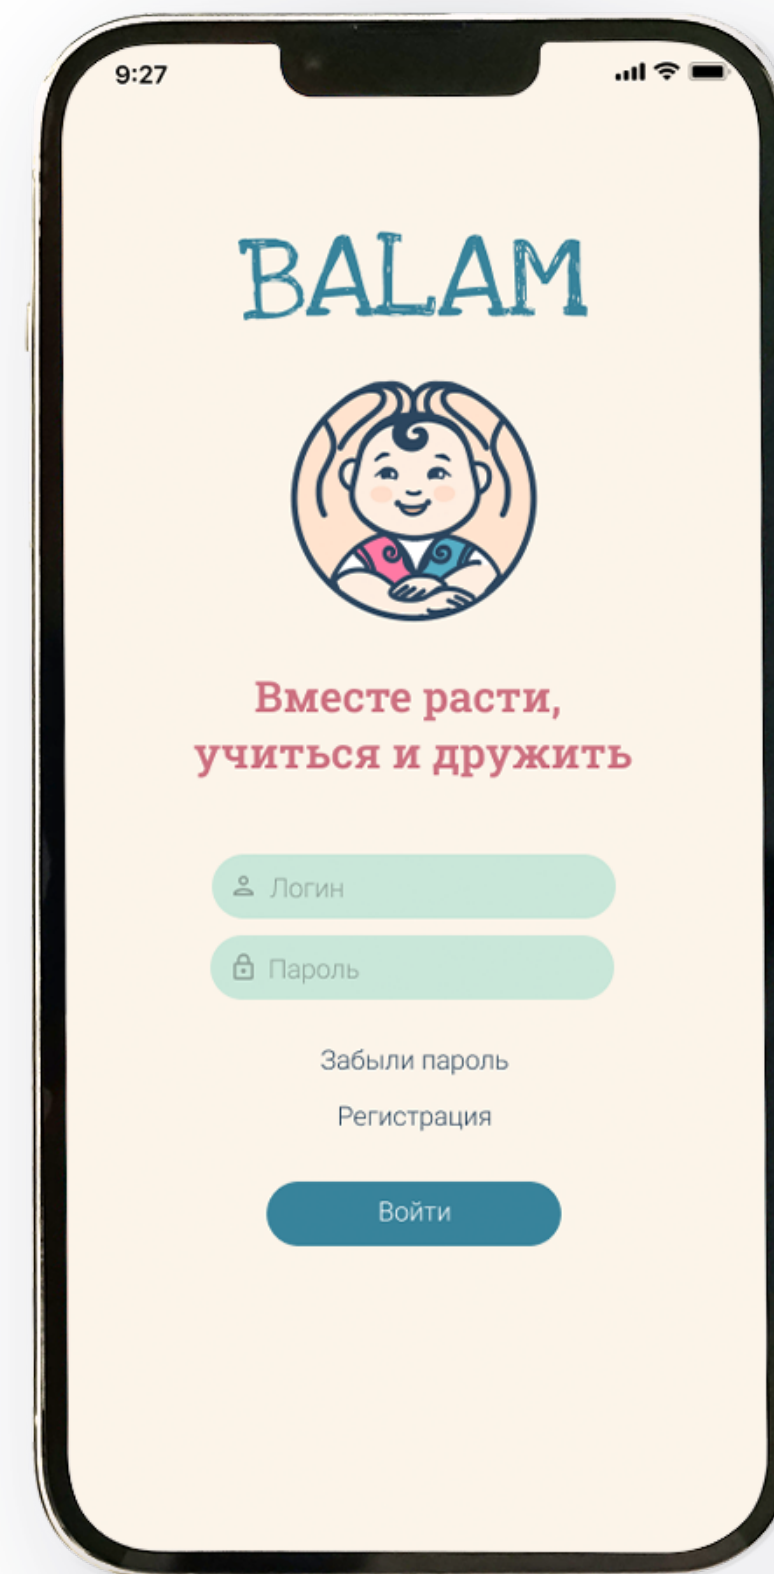 9:27
BALAM
Вместе расти,
учиться и дружить
Логин
Пароль
Забыли пароль
Регистрация
Войти